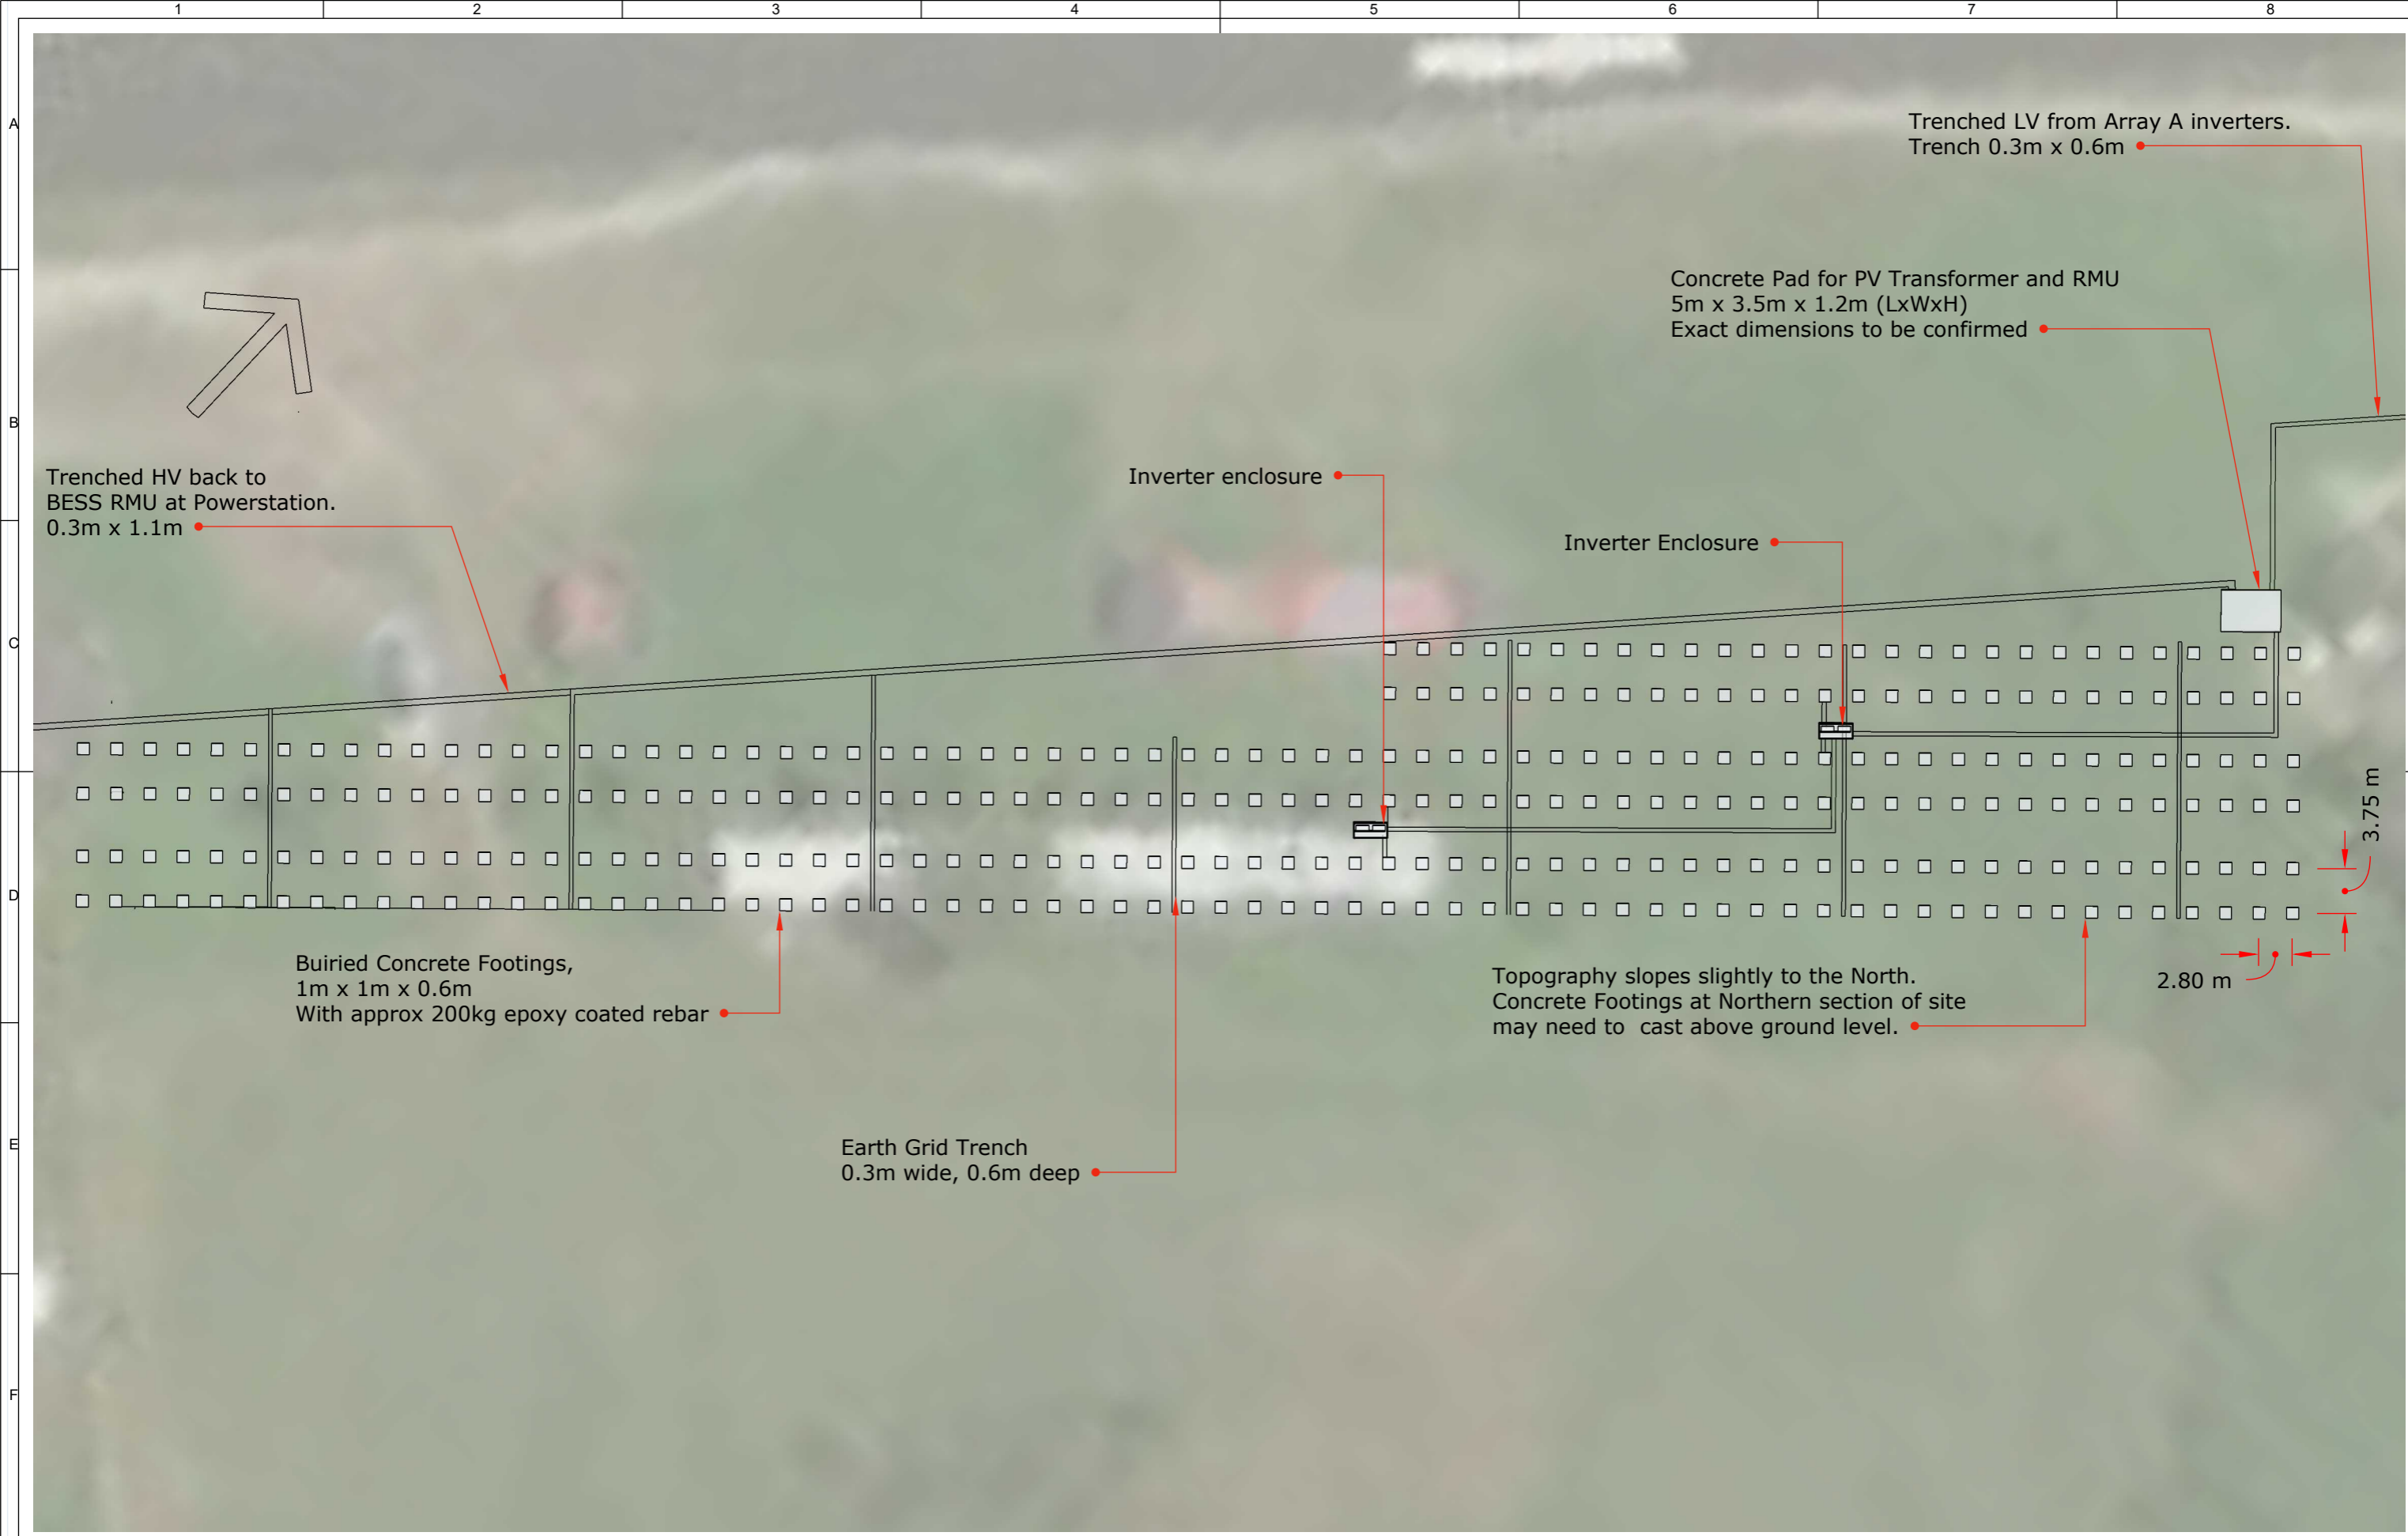 1 2 3 4 5 6 7 8
A
B
C
D
E
F
Trenched LV from Array A inverters.
Trench 0.3m x 0.6m
Concrete Pad for PV Transformer and RMU
5m x 3.5m x 1.2m (LxWxH)
Exact dimensions to be confirmed
Trenched HV back to
BESS RMU at Powerstation.
0.3m x 1.1m
Inverter enclosure
Inverter Enclosure
3.75 m
2.80 m
Buiried Concrete Footings,
1m x 1m x 0.6m
With approx 200kg epoxy coated rebar
Topography slopes slightly to the North.
Concrete Footings at Northern section of site
may need to  cast above ground level.
Earth Grid Trench
0.3m wide, 0.6m deep